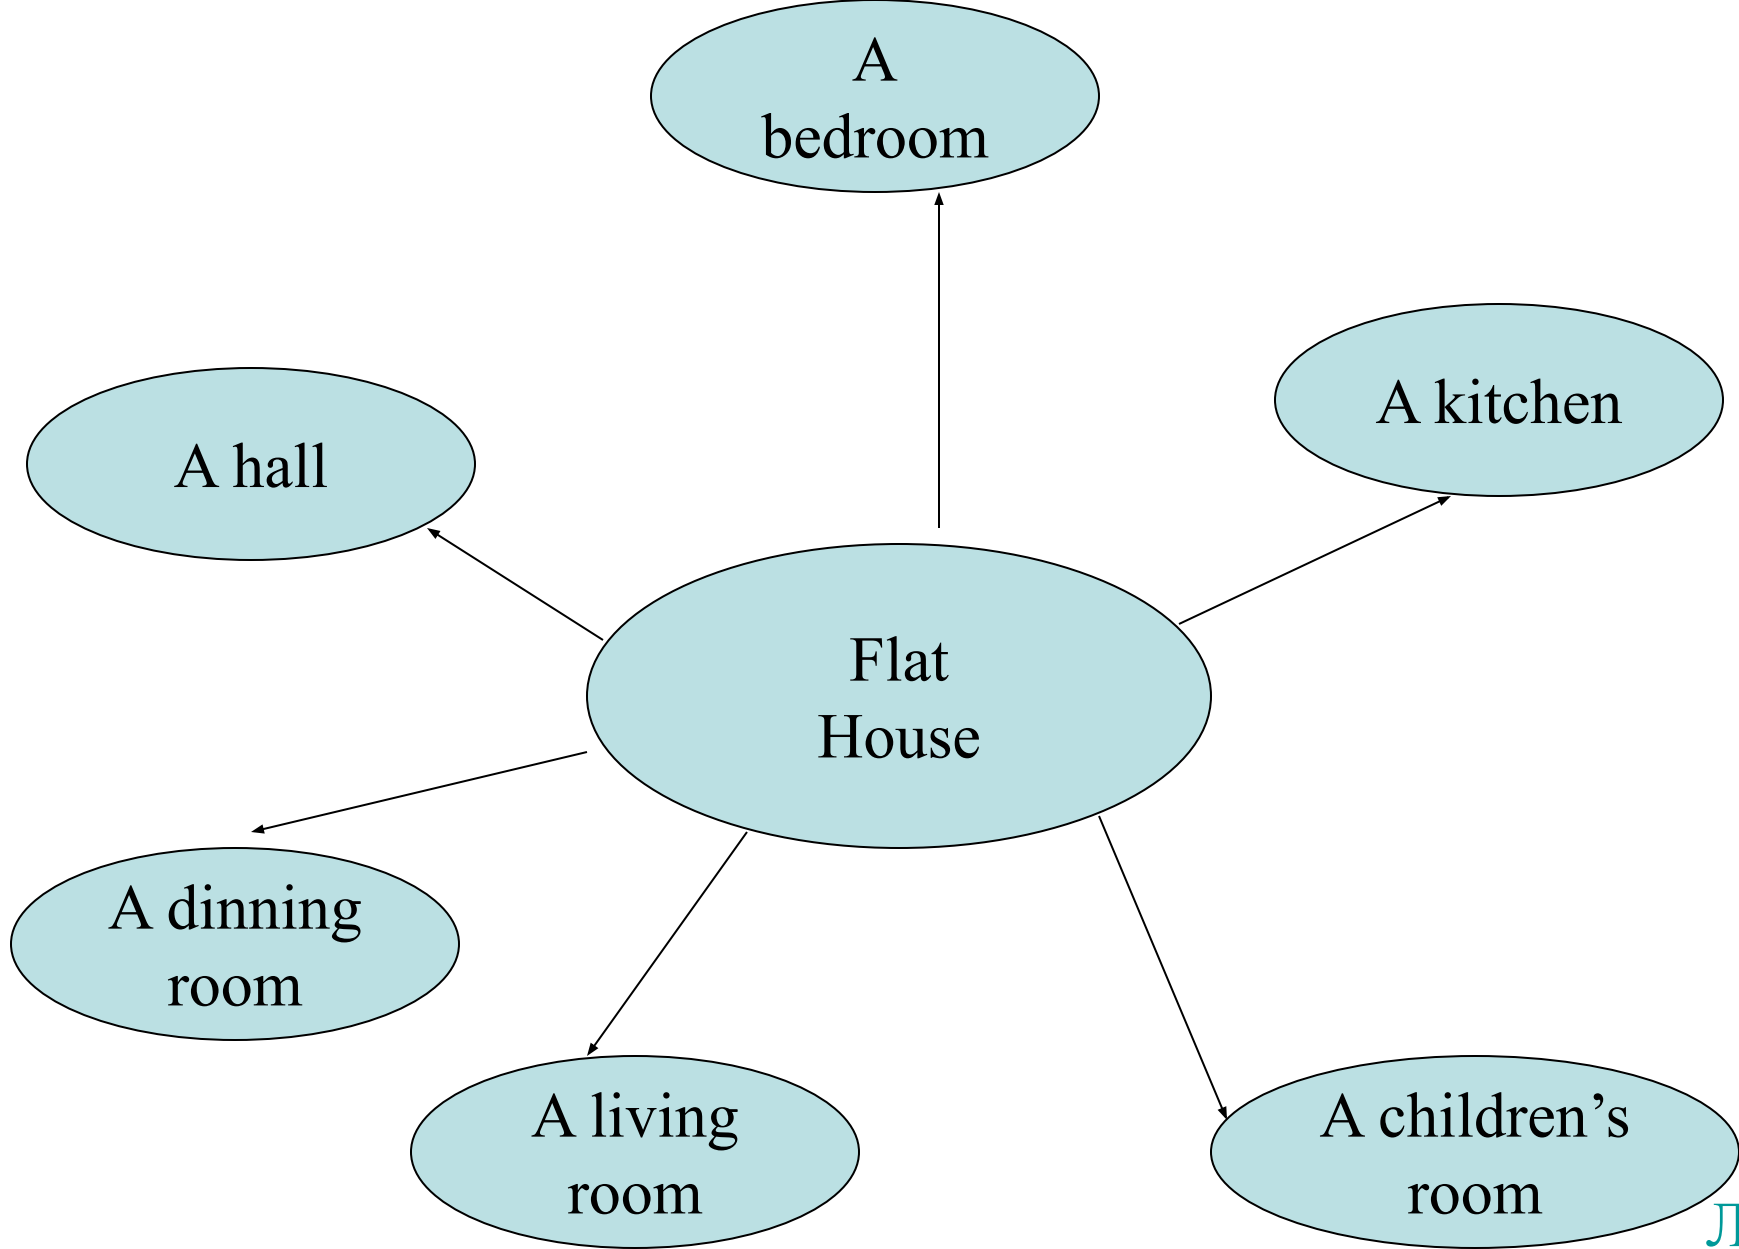 A
bedroom
A kitchen
A hall
Flat
House
A dinning
room
A living
room
A children’s
room
Л